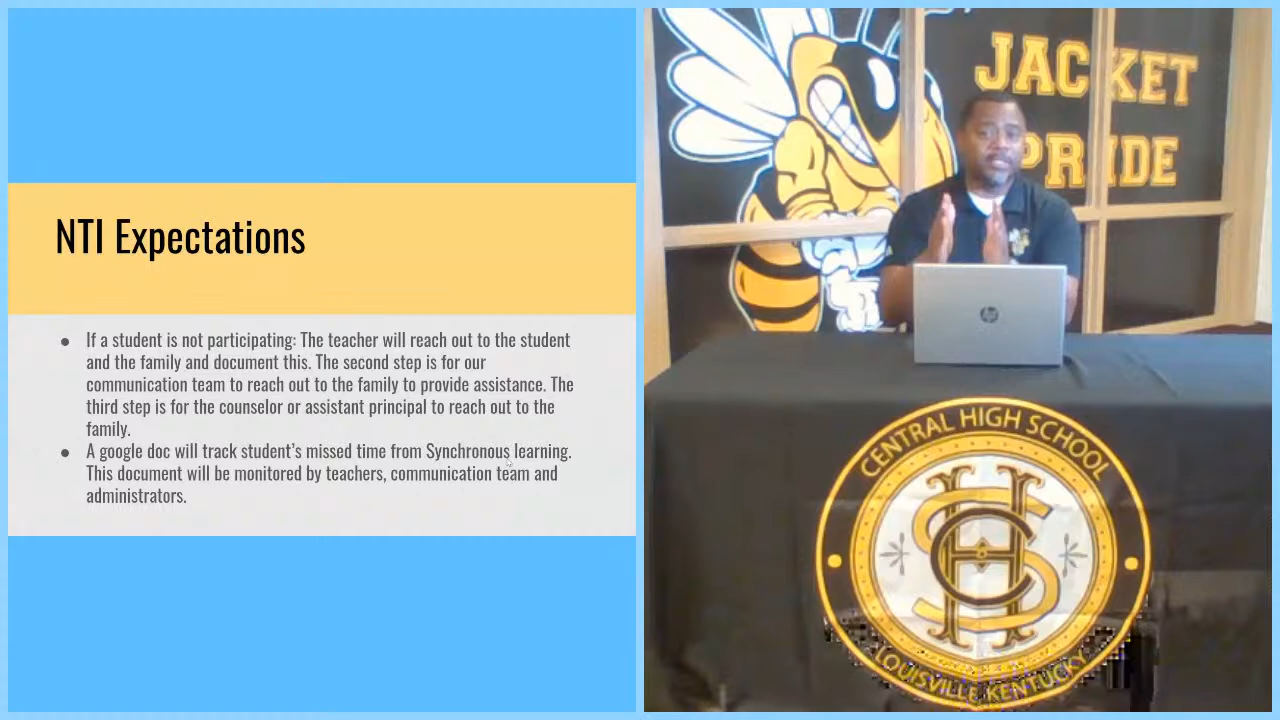 NTI Expectations
● If a student is not participating: The teacher will reach out to the student
and the family and document this. The second step is for our
communication team to reach out to the family to provide assistance. The
third step is for the counselor or assistant principal to reach out to the
family.
● A google doc will track student’s missed time from Synchronous learning.
This document will be monitored by teachers, communication team and
administrators.
JACKET
PRIDE
hp
CENTRAL HIGH SCHOOL
CHS
LOUISVILLE, KENTUCKY